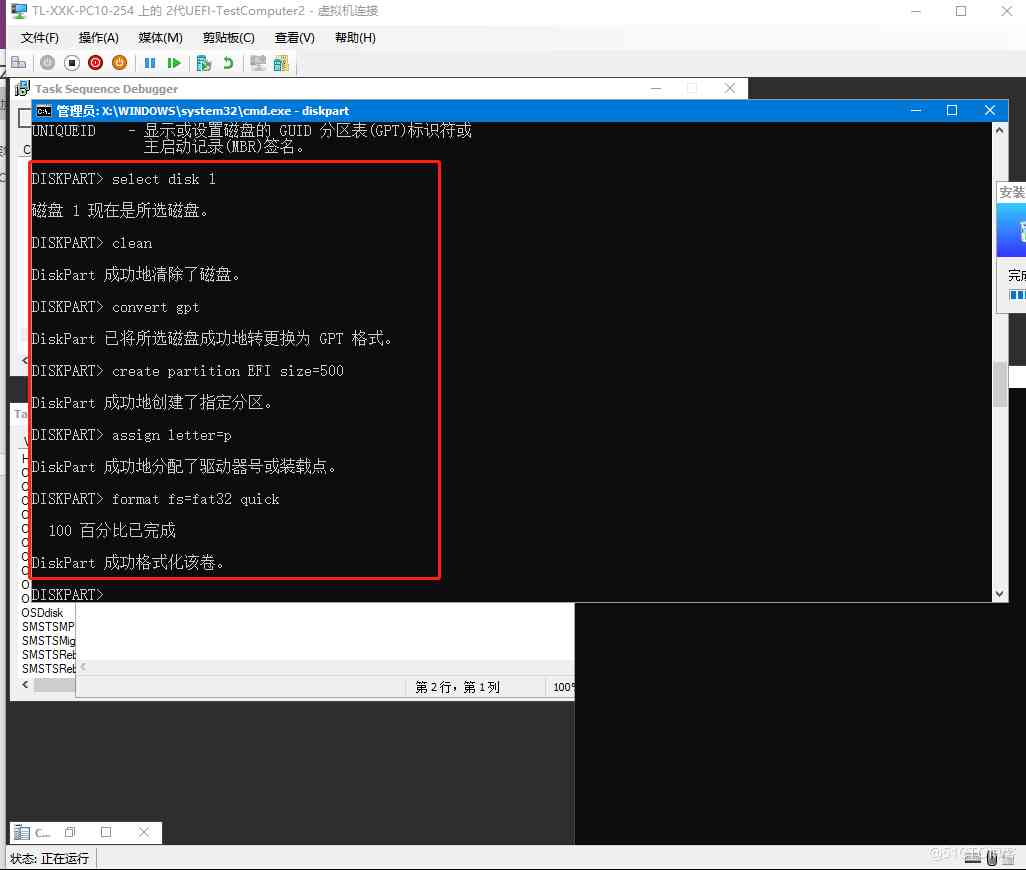 TL-XXK-PC10-254 上的 2代UEFI-TestComputer2 - 虚拟机连接
文件(F) 操作(A) 媒体(M) 剪贴板(C) 查看(V) 帮助(H)
Task Sequence Debugger
管理员: X:\WINDOWS\system32\cmd.exe - diskpart
UNIQUEID - 显示或设置磁盘的 GUID 分区表(GPT)标识符或
主启动记录(MBR)签名。
DISKPART> select disk 1
磁盘 1 现在是所选磁盘。
DISKPART> clean
DiskPart 成功地清除了磁盘。
DISKPART> convert gpt
DiskPart 已将所选磁盘成功地转更换为 GPT 格式。
DISKPART> create partition EFI size=500
DiskPart 成功地创建了指定分区。
DISKPART> assign letter=p
DiskPart 成功地分配了驱动器号或装载点。
DISKPART> format fs=fat32 quick
100 百分比已完成
DiskPart 成功格式化该卷。
DISKPART>
安装
完成
OSDdisk
SMSTSMP
SMSTSMig
SMSTSReb
SMSTSReb
第 2 行，第 1 列
100%
C...
状态: 正在运行